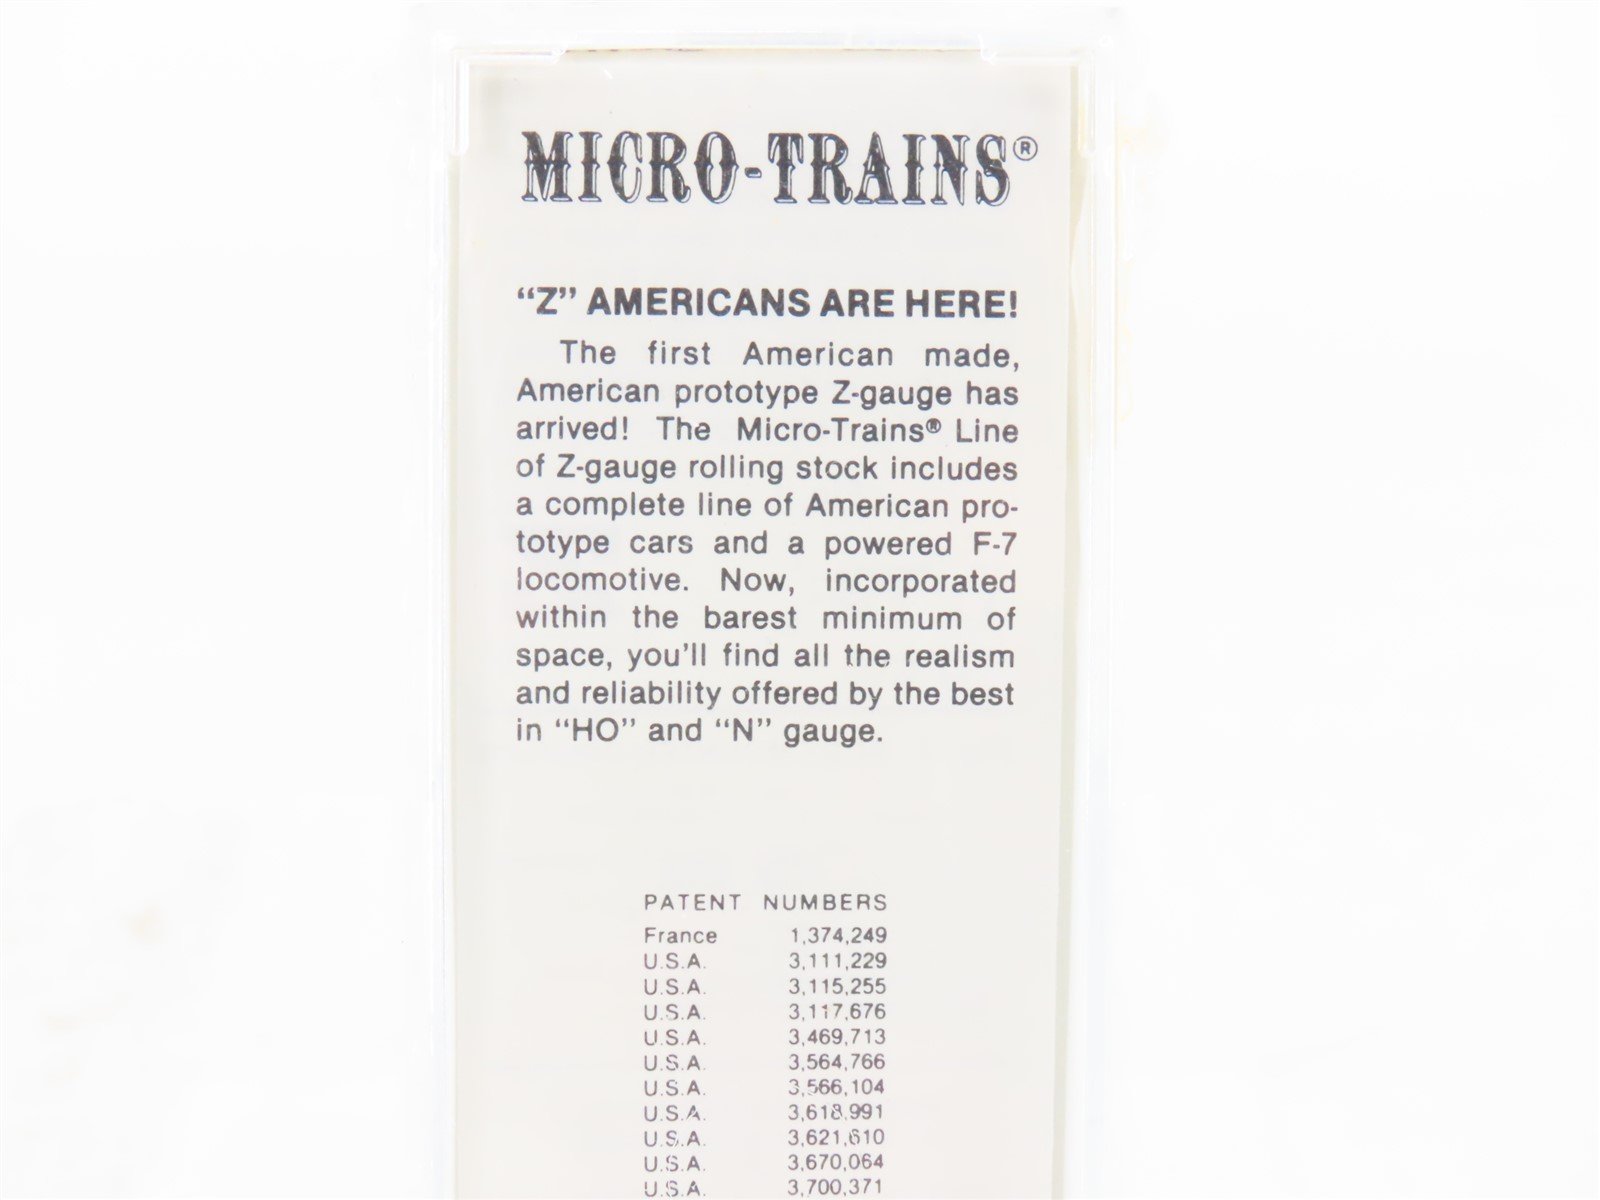 MICRO-TRAINS®
“Z” AMERICANS ARE HERE!
The first American made,
American prototype Z-gauge has
arrived! The Micro-Trains® Line
of Z-gauge rolling stock includes
a complete line of American pro-
totype cars and a powered F-7
locomotive. Now, incorporated
within the barest minimum of
space, you'll find all the realism
and reliability offered by the best
in “HO” and “N” gauge.
PATENT NUMBERS
France 1,374,249
U.S.A. 3,111,229
U.S.A. 3,115,255
U.S.A. 3,117,676
U.S.A. 3,469,713
U.S.A. 3,564,766
U.S.A. 3,566,104
U.S.A. 3,618,991
U.S.A. 3,621,610
U.S.A. 3,670,064
U.S.A. 3,700,371